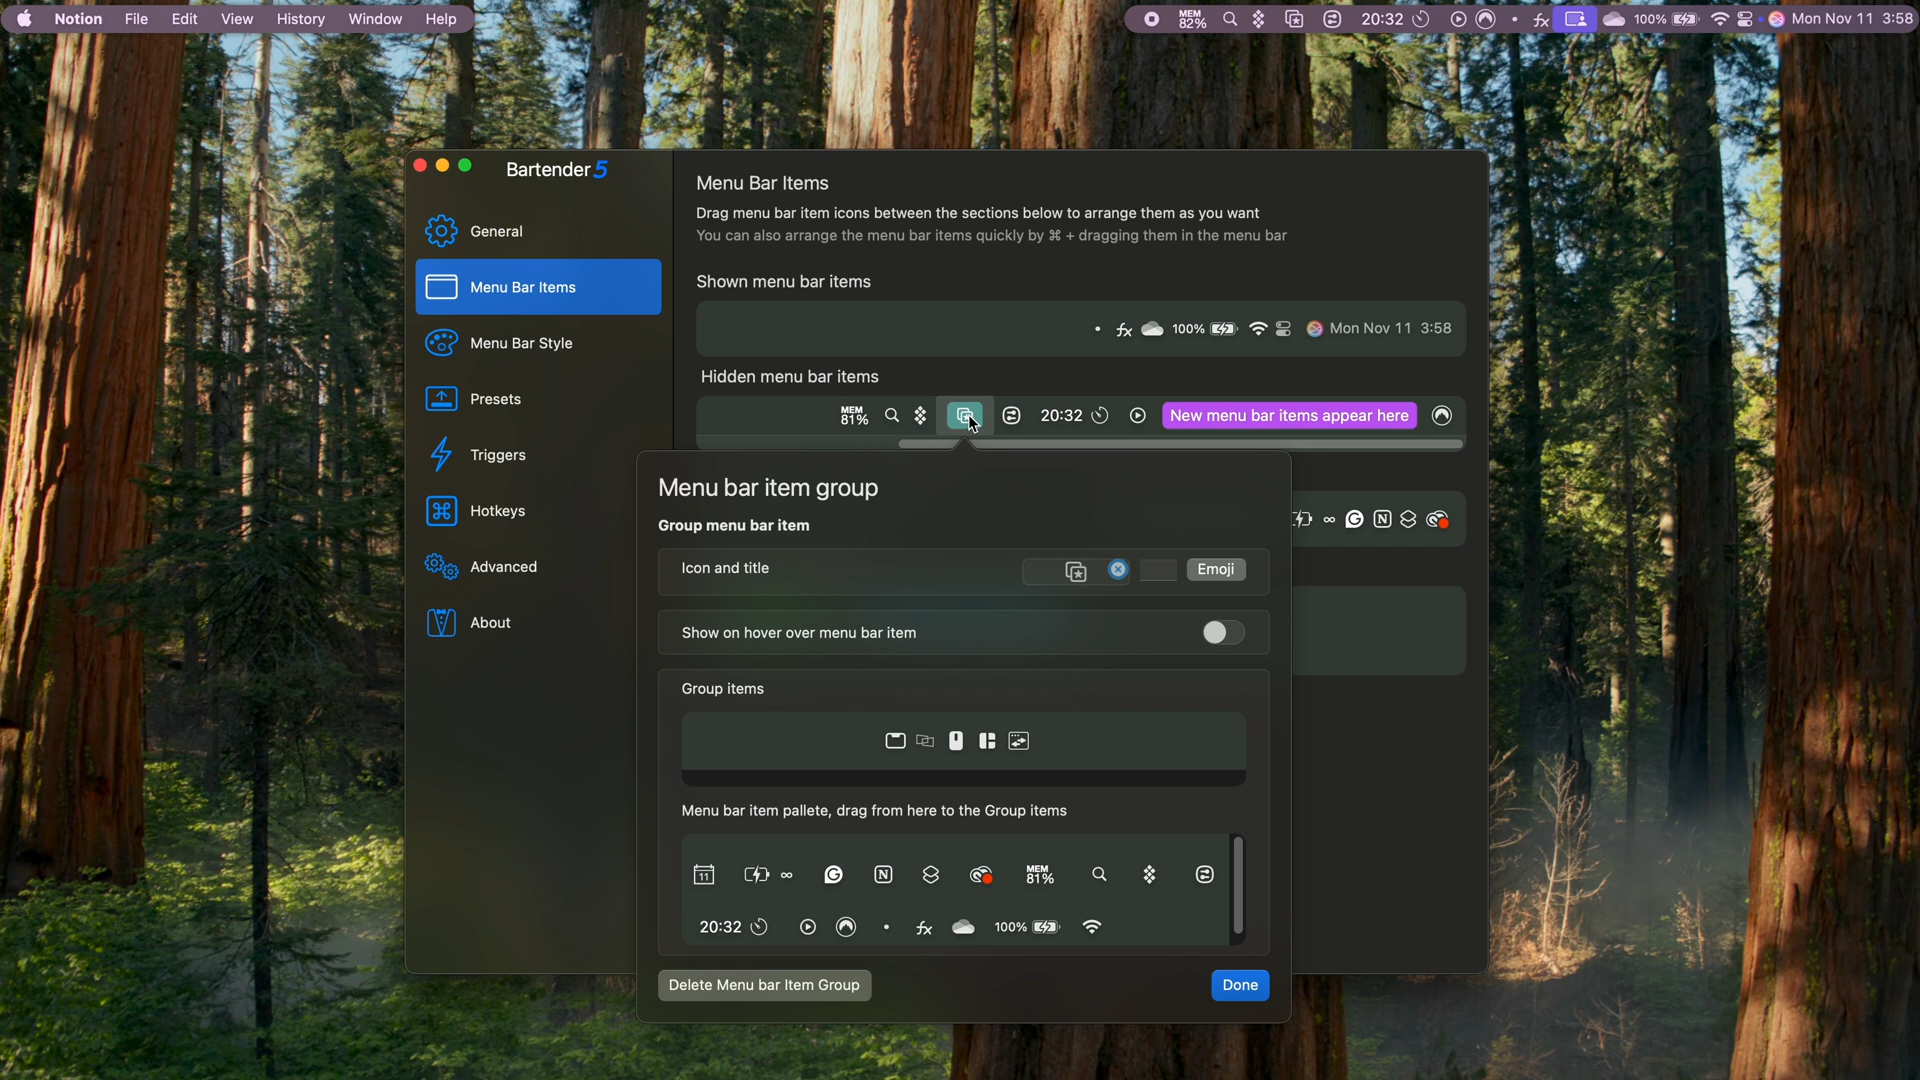 Notion File Edit View History Window Help
MEM 82% 20:32 fx 100% Mon Nov 11 3:58
Bartender 5
General
Menu Bar Items
Menu Bar Style
Presets
Triggers
Hotkeys
Advanced
About
Menu Bar Items
Drag menu bar item icons between the sections below to arrange them as you want
You can also arrange the menu bar items quickly by ⌘ + dragging them in the menu bar
Shown menu bar items
fx 100% Mon Nov 11 3:58
Hidden menu bar items
MEM 81% 20:32 New menu bar items appear here
Menu bar item group
Group menu bar item
Icon and title Emoji
Show on hover over menu bar item
Group items
Menu bar item pallete, drag from here to the Group items
11 MEM 81%
20:32 fx 100%
Delete Menu bar Item Group Done